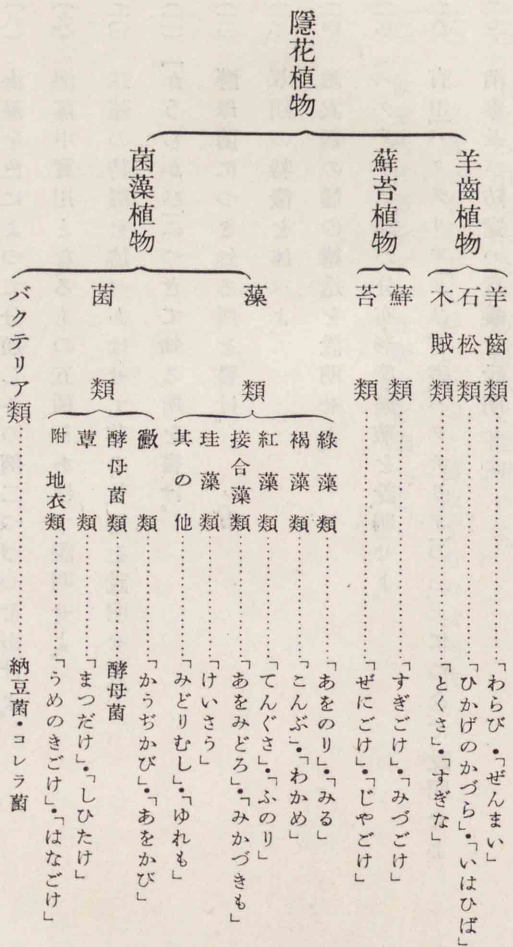 隱花植物
羊齒植物
羊齒類………「わらび」・「ぜんまい」
石松類………「ひかげのかづら」・「いはひば」
木賊類………「とくさ」・「すぎな」
蘚苔植物
蘚類………「すぎごけ」・「みづごけ」
苔類………「ぜにごけ」・「じやごけ」
菌藻植物
藻類
綠藻類………「あをのり」・「みる」
褐藻類………「こんぶ」・「わかめ」
紅藻類………「てんぐさ」・「ふのり」
接合藻類………「あをみどろ」・「みかづきも」
珪藻類………「けいさう」
其の他………「みどりむし」・「ゆれも」
菌類
黴類………「かうぢかび」・「あをかび」
酵母菌類………酵母菌
蕈類………「まつだけ」・「しひたけ」
附 地衣類………「うめのきごけ」・「はなごけ」
バクテリア類………納豆菌・コレラ菌